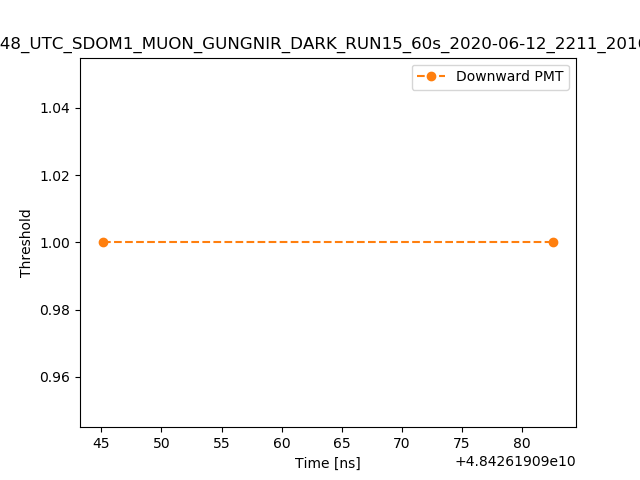 48_UTC_SDOM1_MUON_GUNGNIR_DARK_RUN15_60s_2020-06-12_2211_2016
Downward PMT
1.04
1.02
1.00
0.98
0.96
Threshold
45 50 55 60 65 70 75 80
Time [ns]
+4.84261909e10